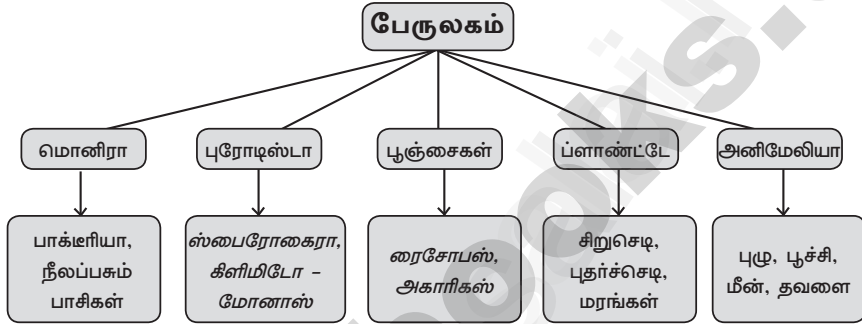 பேருலகம்
மொனிரா
புரோடிஸ்டா
பூஞ்சைகள்
ப்ளாண்ட்டே
அனிமேலியா
பாக்டீரியா,
நீலப்பசும்
பாசிகள்
ஸ்பைரோகைரா,
கிளிமிடோ –
மோனாஸ்
ரைசோபஸ்,
அகாரிகஸ்
சிறுசெடி,
புதர்ச்செடி,
மரங்கள்
புழு, பூச்சி,
மீன், தவளை